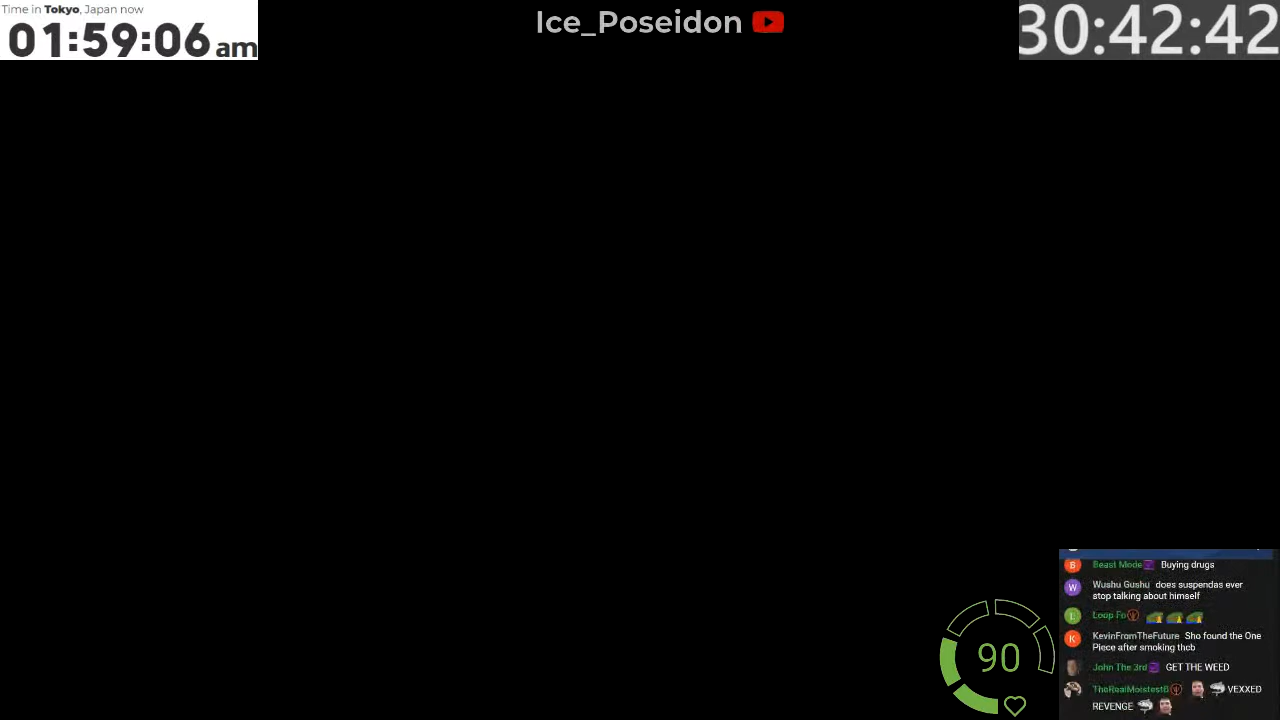 Time in Tokyo, Japan now
01:59:06 am
Ice_Poseidon
30:42:42
Beast Mode Buying drugs
Wushu Gushu does suspendas ever
stop talking about himself
Loup Fo
KevinFromTheFuture Sho found the One
Piece after smoking thcb
John The 3rd GET THE WEED
TheRealMoistest6 VEXXED
REVENGE
90